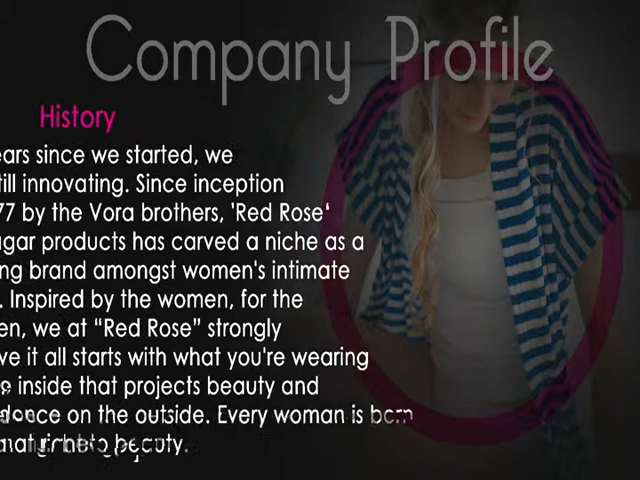 Company Profile
History
ears since we started, we
till innovating. Since inception
77 by the Vora brothers, 'Red Rose'
ugar products has carved a niche as a
ng brand amongst women's intimate
. Inspired by the women, for the
en, we at “Red Rose” strongly
ve it all starts with what you're wearing
e inside that projects beauty and
dence on the outside. Every woman is born
beauty.